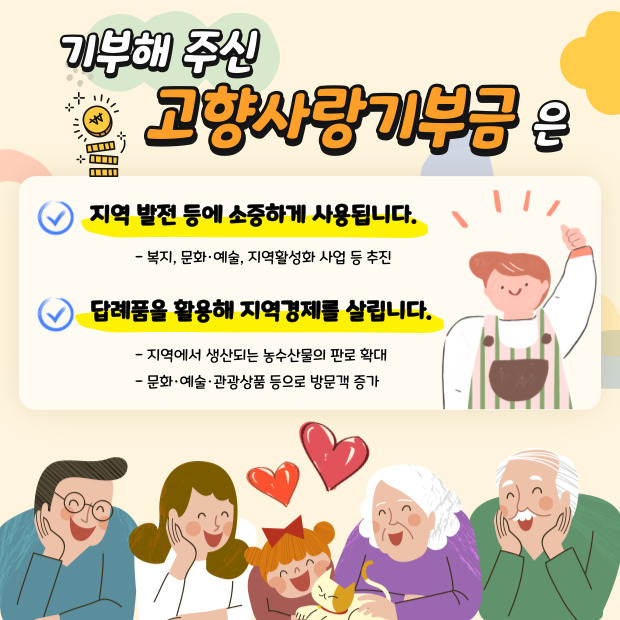 기부해 주신
고향사랑기부금 은
지역 발전 등에 소중하게 사용됩니다.
- 복지, 문화·예술, 지역활성화 사업 등 추진
답례품을 활용해 지역경제를 살립니다.
- 지역에서 생산되는 농수산물의 판로 확대
- 문화·예술·관광상품 등으로 방문객 증가